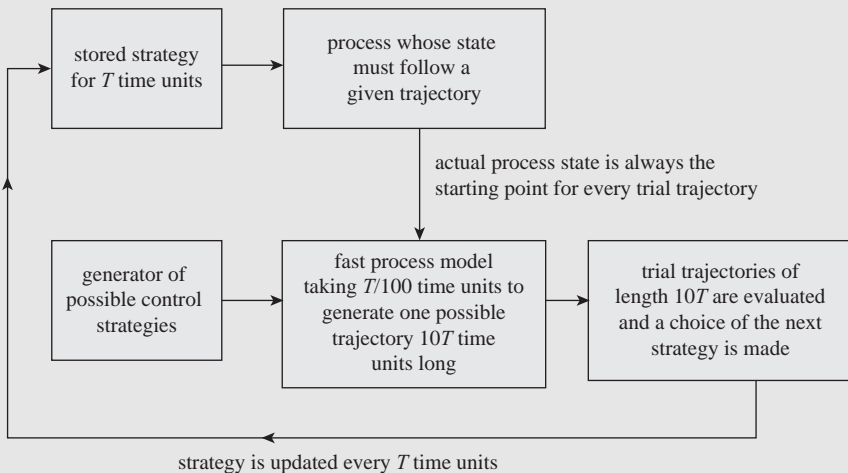 stored strategy
for T time units
process whose state
must follow a
given trajectory
actual process state is always the
starting point for every trial trajectory
generator of
possible control
strategies
fast process model
taking T/100 time units to
generate one possible
trajectory 10T time
units long
trial trajectories of
length 10T are evaluated
and a choice of the next
strategy is made
strategy is updated every T time units